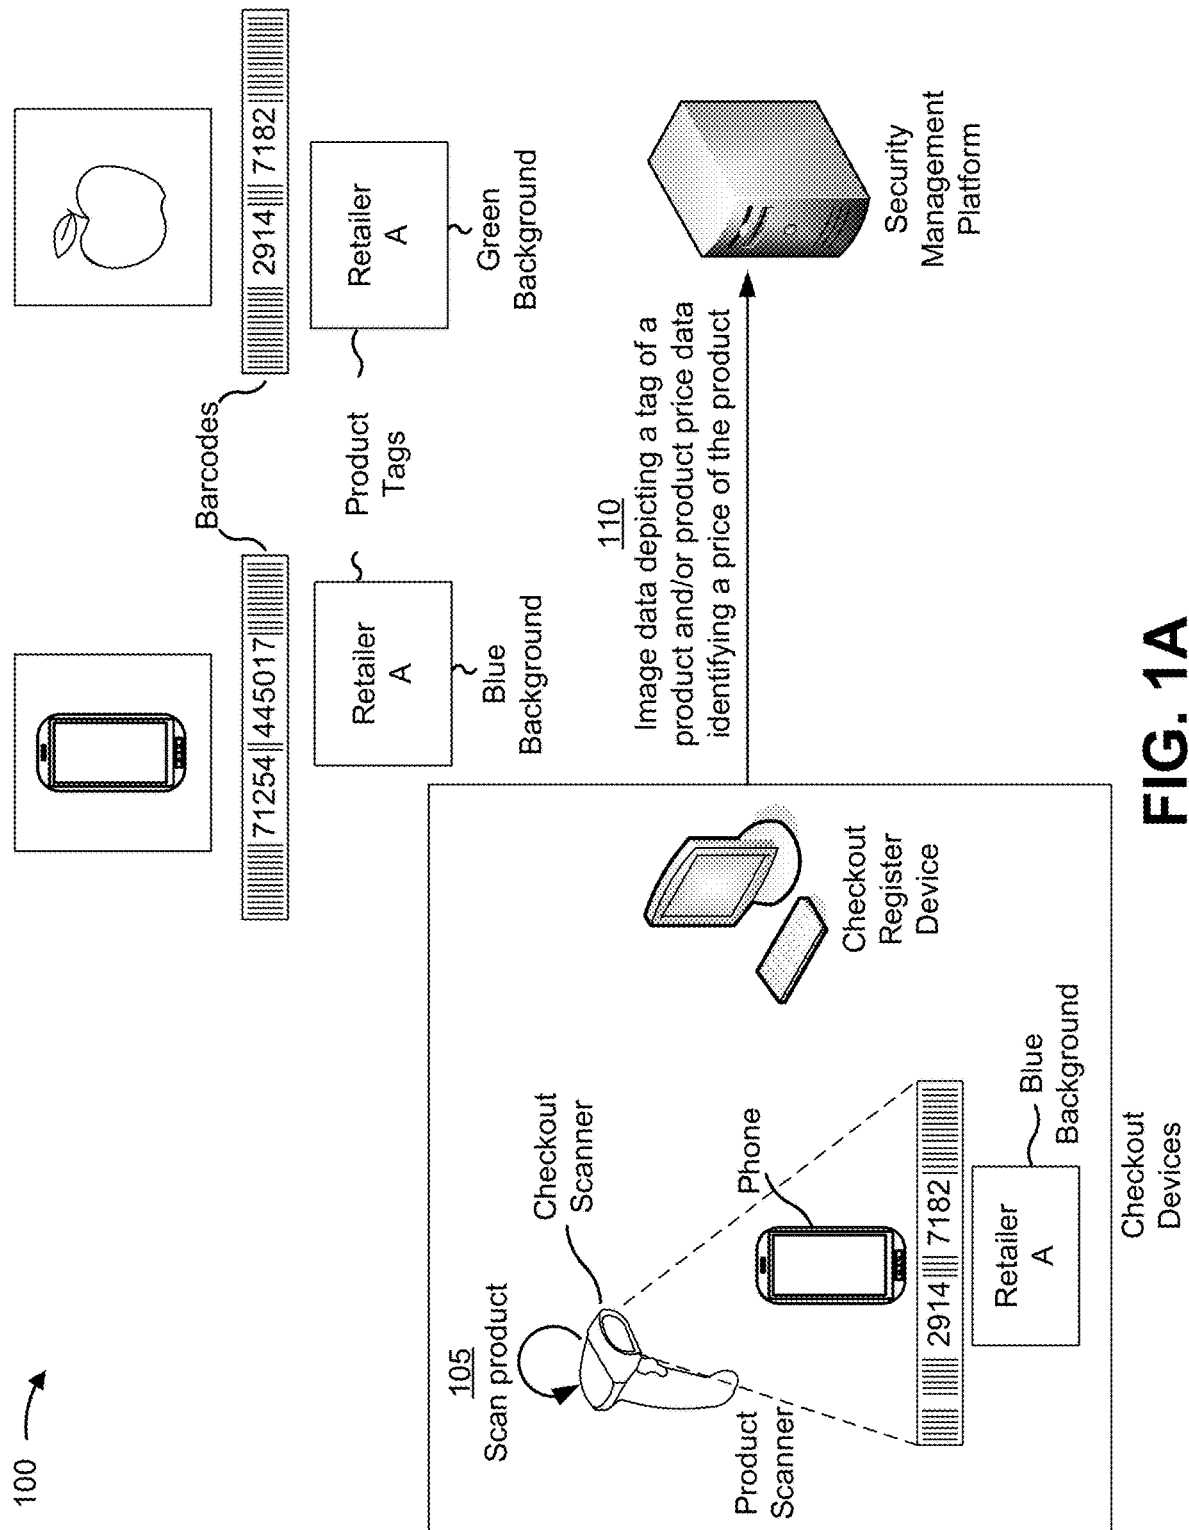 100
71254 445017
Barcodes
2914 7182
Retailer
A
Product
Tags
Retailer
A
Blue
Background
Green
Background
105
Scan product
Checkout
Scanner
Product
Scanner
Phone
2914 7182
Retailer
A
Blue
Background
Checkout
Register
Device
Checkout
Devices
110
Image data depicting a tag of a
product and/or product price data
identifying a price of the product
Security
Management
Platform
FIG. 1A